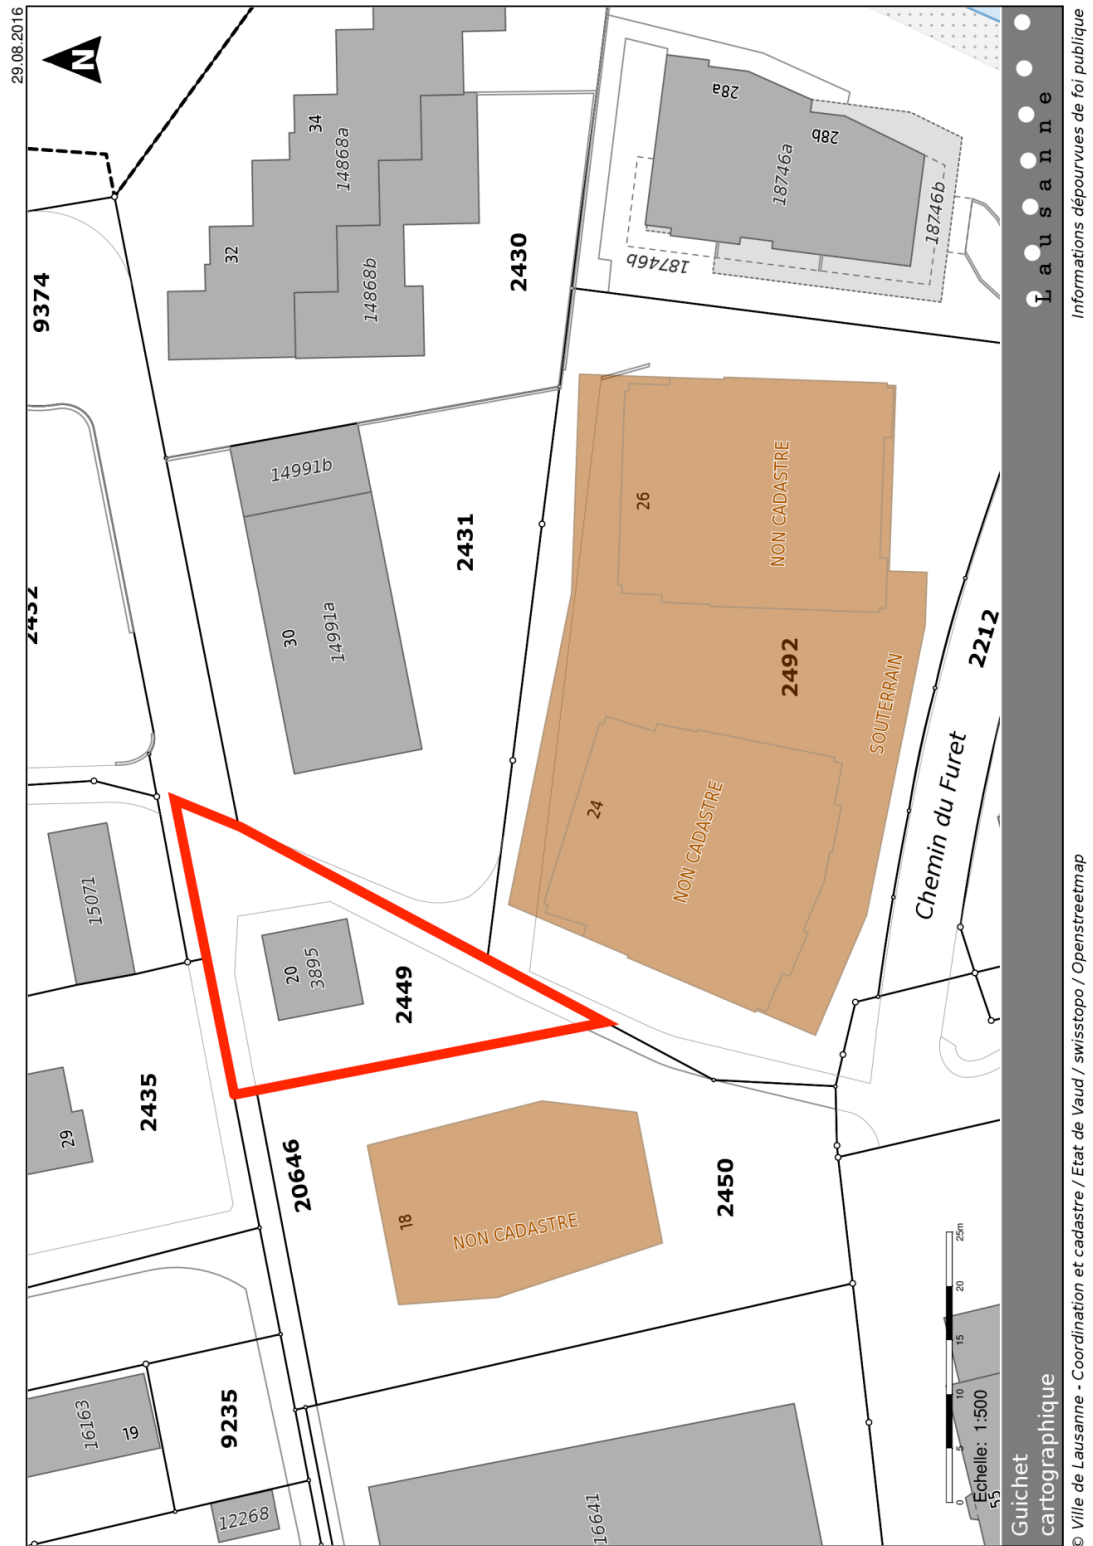 29.08.2016
N
9374
34
14868a
32
14868b
2430
28a
28b
18746a
18746b
18746b
2432
14991b
30
14991a
2431
26
NON CADASTRE
2492
SOUTERRAIN
24
NON CADASTRE
2212
Chemin du Furet
15071
20
3895
2449
2435
29
20646
18
NON CADASTRE
2450
16163
19
9235
12268
16641
55
0 5 10 15 20 25m
Echelle: 1:500
Guichet
cartographique
Lausanne
© Ville de Lausanne - Coordination et cadastre / Etat de Vaud / swisstopo / Openstreetmap
Informations dépourvues de foi publique